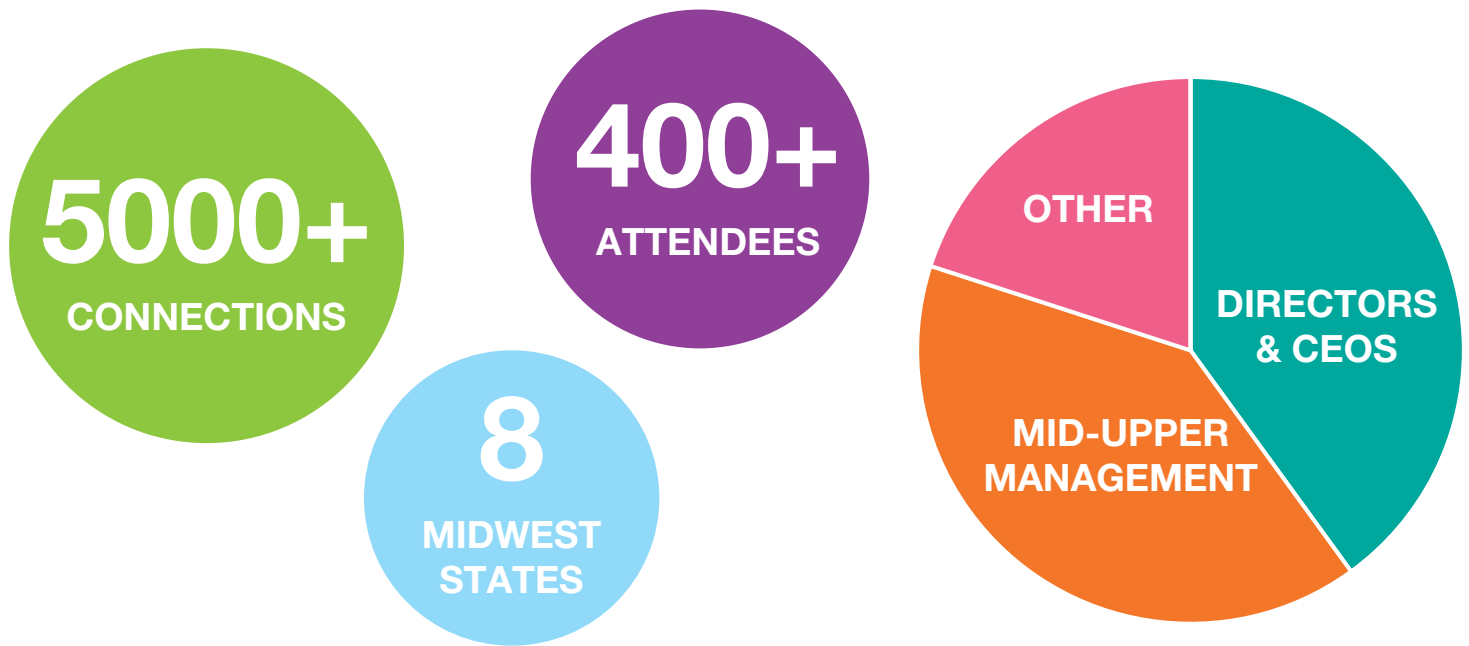 5000+
CONNECTIONS
400+
ATTENDEES
8
MIDWEST
STATES
OTHER
DIRECTORS
& CEOS
MID-UPPER
MANAGEMENT